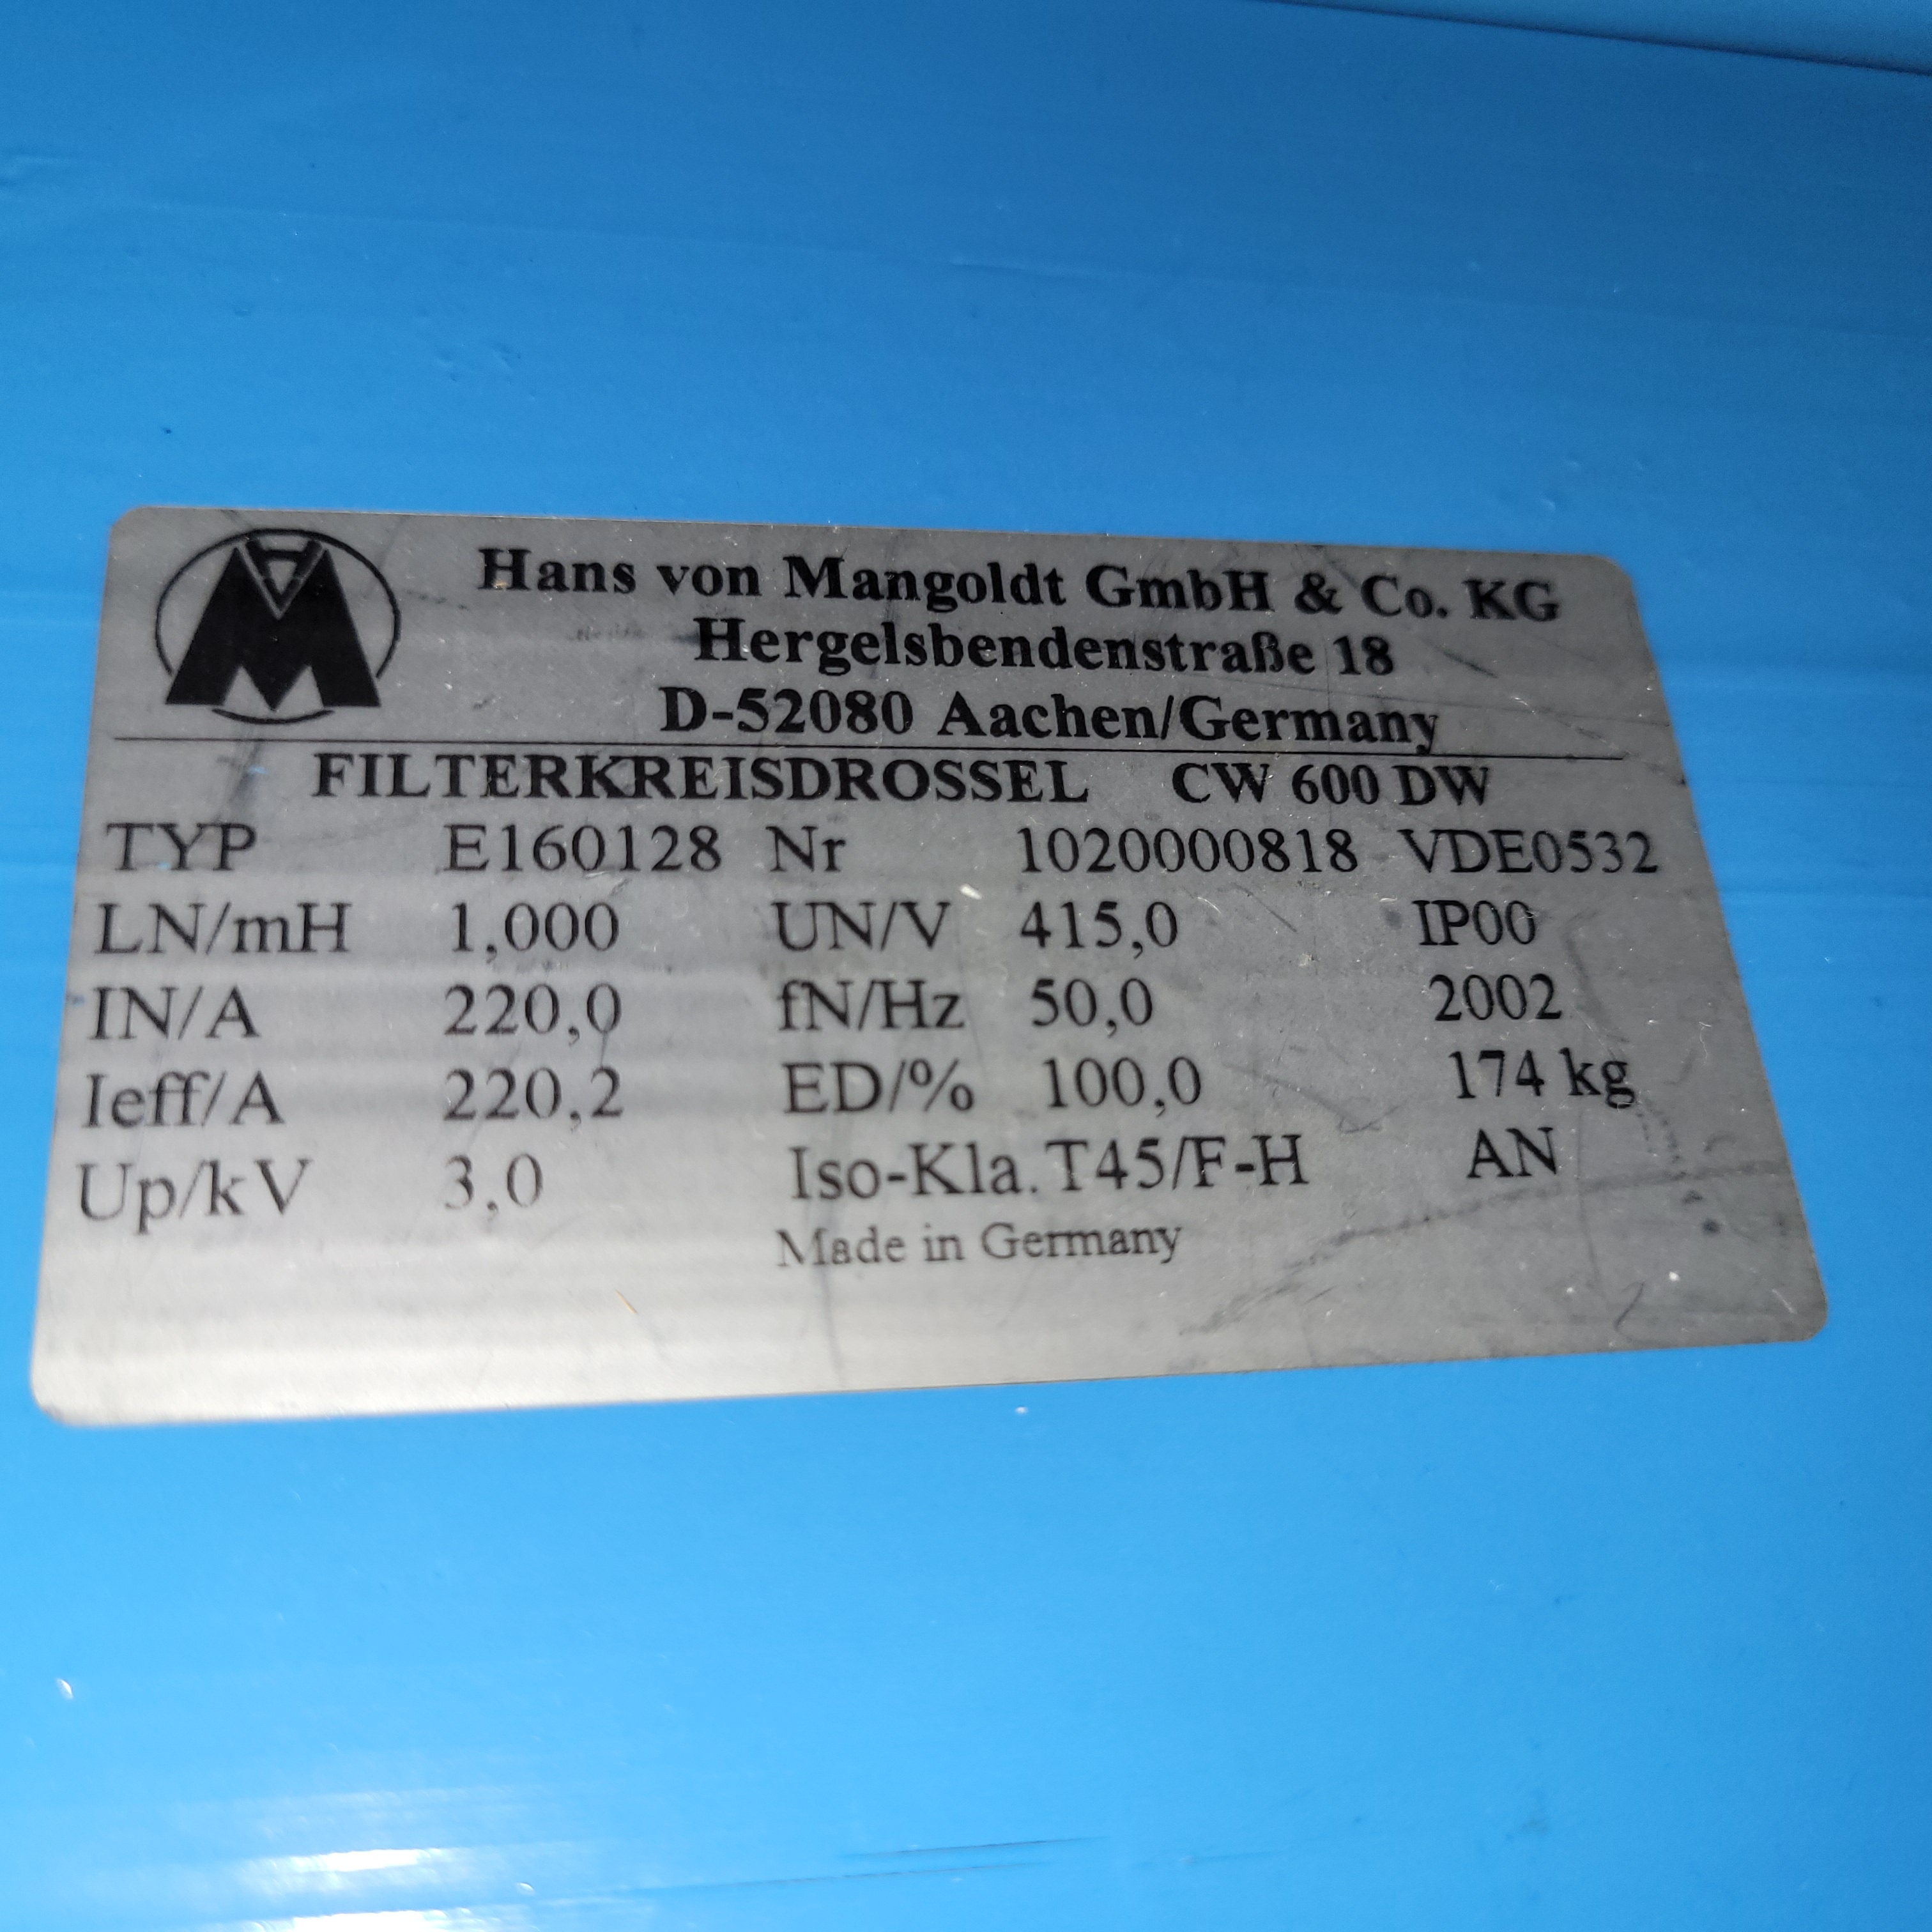 Hans von Mangoldt GmbH & Co. KG
Hergelsbendenstraße 18
D-52080 Aachen/Germany
FILTERKREISDROSSEL CW 600 DW
TYP E160128 Nr 1020000818 VDE0532
LN/mH 1,000 UN/V 415,0 IP00
IN/A 220,0 fN/Hz 50,0 2002
Ieff/A 220,2 ED/% 100,0 174 kg
Up/kV 3,0 Iso-Kla. T45/F-H AN
Made in Germany